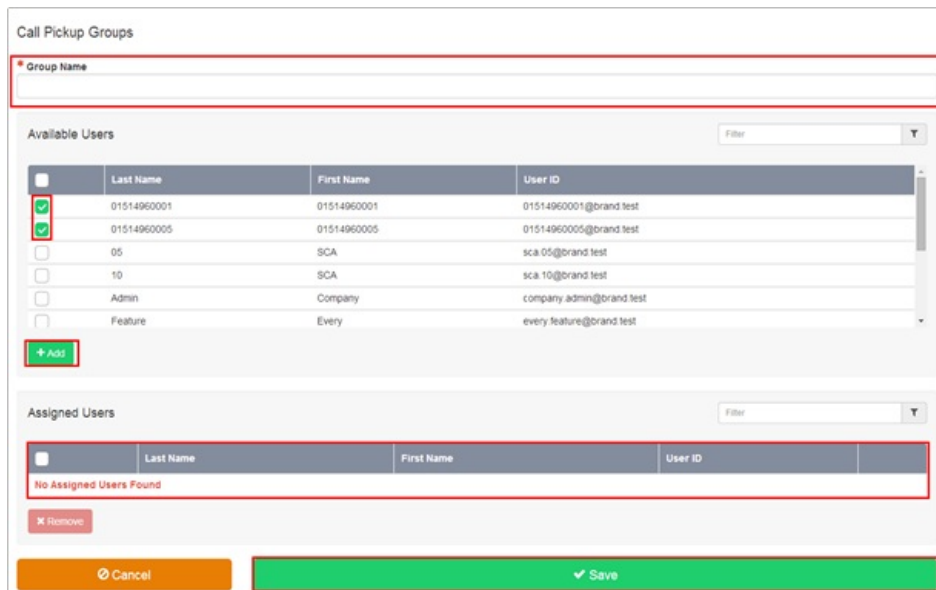 Call Pickup Groups
* Group Name
Available Users
Filter
Last Name First Name User ID
01514960001 01514960001 01514960001@brand.test
01514960005 01514960005 01514960005@brand.test
05 SCA sca.05@brand.test
10 SCA sca.10@brand.test
Admin Company company.admin@brand.test
Feature Every every.feature@brand.test
+ Add
Assigned Users
Filter
Last Name First Name User ID
No Assigned Users Found
Remove
Cancel Save